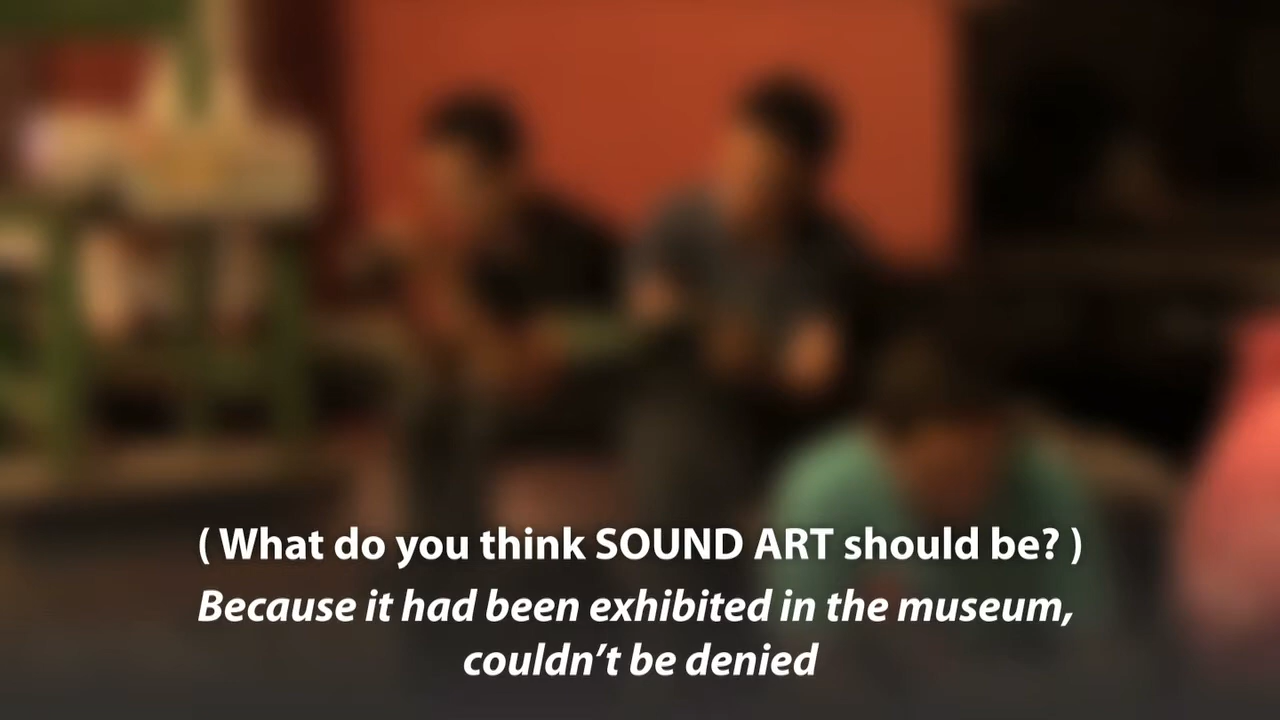 ( What do you think SOUND ART should be? )
Because it had been exhibited in the museum,
couldn't be denied